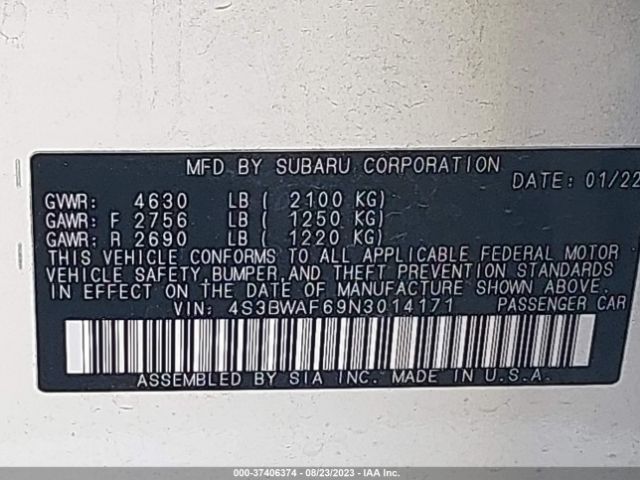 MFD BY SUBARU CORPORATION
DATE: 01/22
GVWR: 4630 LB ( 2100 KG)
GAWR: F 2756 LB ( 1250 KG)
GAWR: R 2690 LB ( 1220 KG)
THIS VEHICLE CONFORMS TO ALL APPLICABLE FEDERAL MOTOR
VEHICLE SAFETY, BUMPER, AND THEFT PREVENTION STANDARDS
IN EFFECT ON THE DATE OF MANUFACTURE SHOWN ABOVE.
VIN: 4S3BWAF69N3014171 PASSENGER CAR
ASSEMBLED BY SIA INC. MADE IN U.S.A.
000-37406374 - 08/23/2023 - IAA Inc.